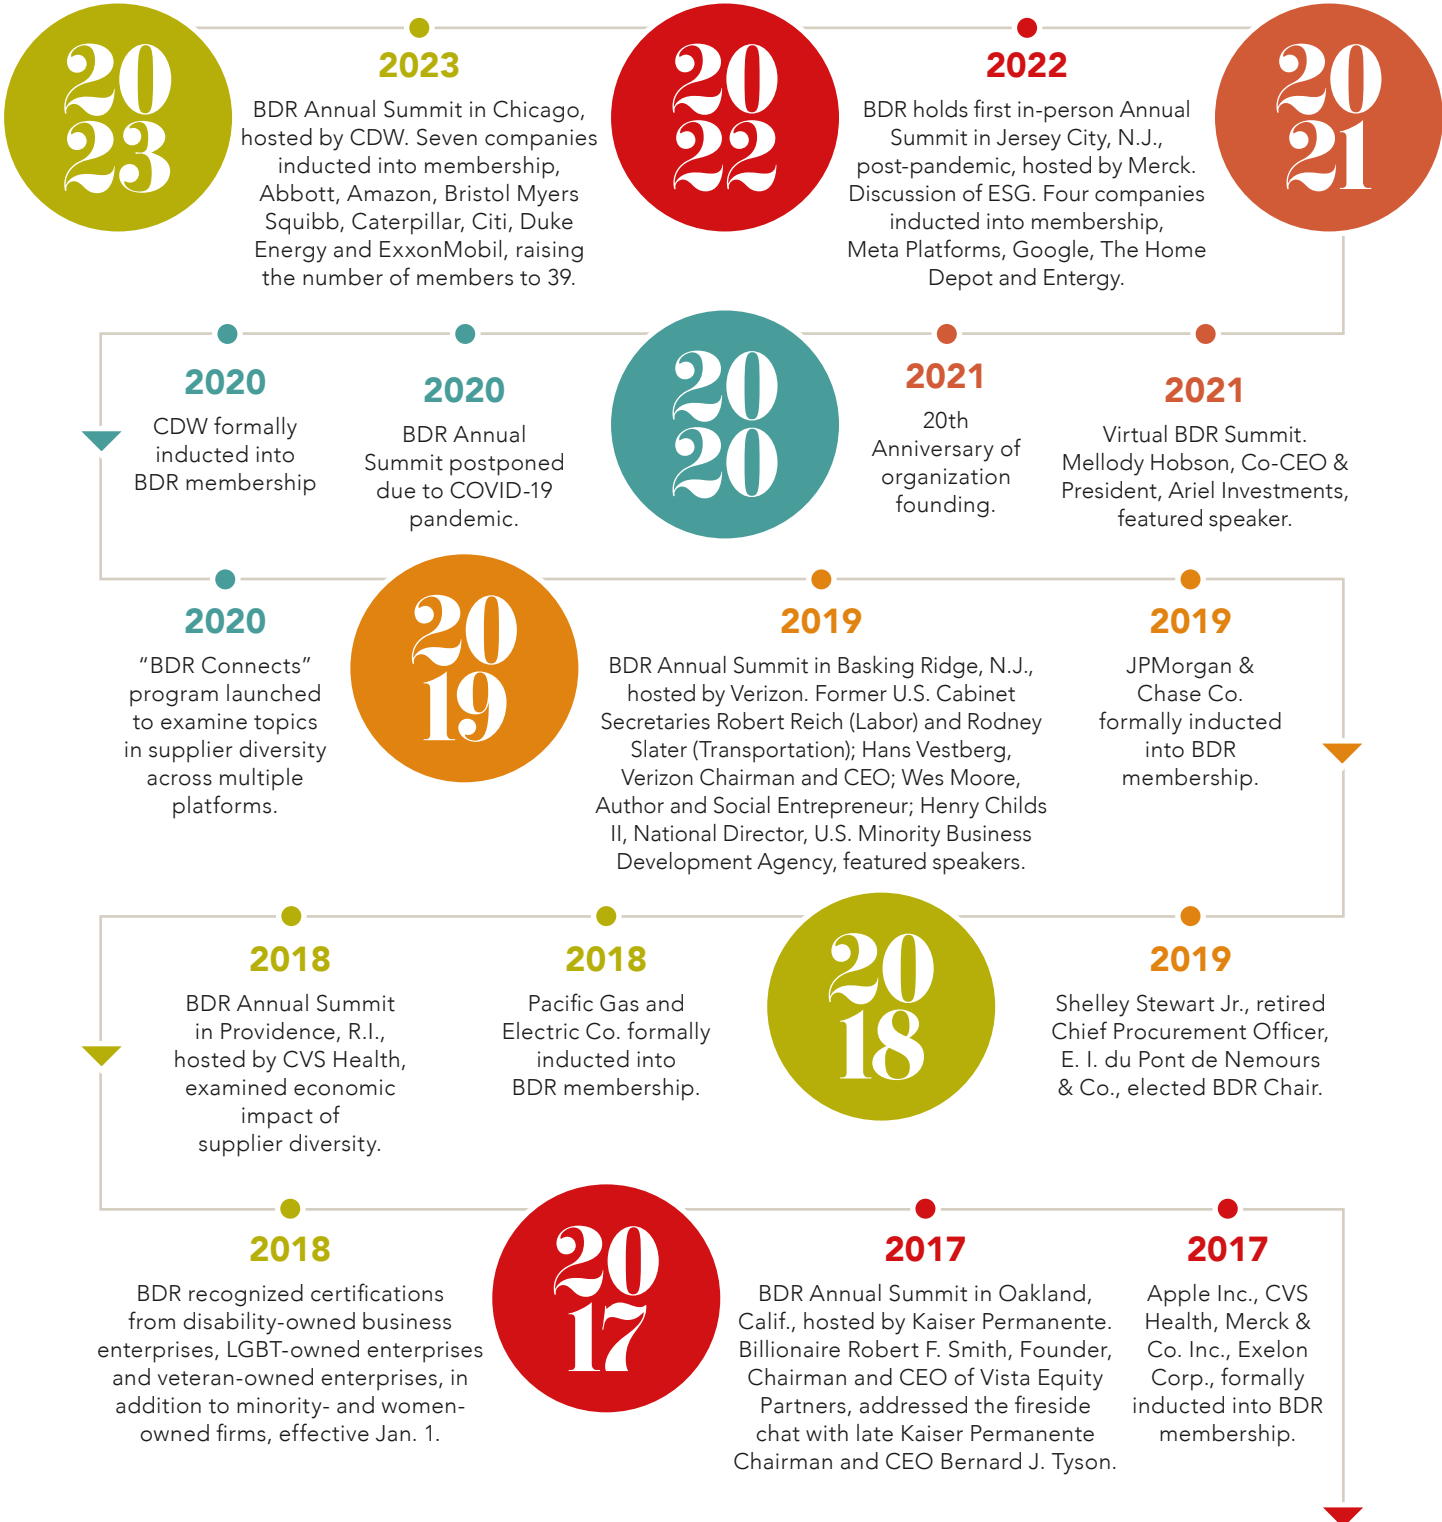 20
23
2023
BDR Annual Summit in Chicago,
hosted by CDW. Seven companies
inducted into membership,
Abbott, Amazon, Bristol Myers
Squibb, Caterpillar, Citi, Duke
Energy and ExxonMobil, raising
the number of members to 39.
20
22
2022
BDR holds first in-person Annual
Summit in Jersey City, N.J.,
post-pandemic, hosted by Merck.
Discussion of ESG. Four companies
inducted into membership,
Meta Platforms, Google, The Home
Depot and Entergy.
20
21
2021
Virtual BDR Summit.
Mellody Hobson, Co-CEO &
President, Ariel Investments,
featured speaker.
2021
20th
Anniversary of
organization
founding.
20
20
2020
BDR Annual
Summit postponed
due to COVID-19
pandemic.
2020
CDW formally
inducted into
BDR membership
2020
“BDR Connects”
program launched
to examine topics
in supplier diversity
across multiple
platforms.
20
19
2019
BDR Annual Summit in Basking Ridge, N.J.,
hosted by Verizon. Former U.S. Cabinet
Secretaries Robert Reich (Labor) and Rodney
Slater (Transportation); Hans Vestberg,
Verizon Chairman and CEO; Wes Moore,
Author and Social Entrepreneur; Henry Childs
II, National Director, U.S. Minority Business
Development Agency, featured speakers.
2019
JPMorgan &
Chase Co.
formally inducted
into BDR
membership.
2019
Shelley Stewart Jr., retired
Chief Procurement Officer,
E. I. du Pont de Nemours
& Co., elected BDR Chair.
20
18
2018
Pacific Gas and
Electric Co. formally
inducted into
BDR membership.
2018
BDR Annual Summit
in Providence, R.I.,
hosted by CVS Health,
examined economic
impact of
supplier diversity.
2018
BDR recognized certifications
from disability-owned business
enterprises, LGBT-owned enterprises
and veteran-owned enterprises, in
addition to minority- and women-
owned firms, effective Jan. 1.
20
17
2017
BDR Annual Summit in Oakland,
Calif., hosted by Kaiser Permanente.
Billionaire Robert F. Smith, Founder,
Chairman and CEO of Vista Equity
Partners, addressed the fireside
chat with late Kaiser Permanente
Chairman and CEO Bernard J. Tyson.
2017
Apple Inc., CVS
Health, Merck &
Co. Inc., Exelon
Corp., formally
inducted into BDR
membership.